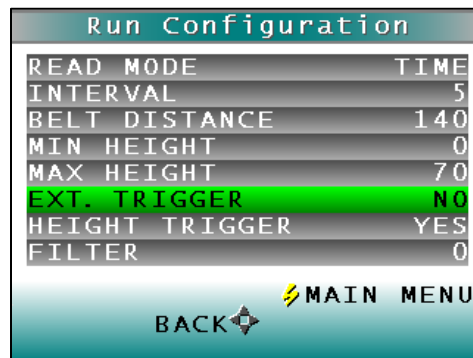 Run Configuration
READ MODE TIME
INTERVAL 5
BELT DISTANCE 140
MIN HEIGHT 0
MAX HEIGHT 70
EXT. TRIGGER NO
HEIGHT TRIGGER YES
FILTER 0
MAIN MENU
BACK